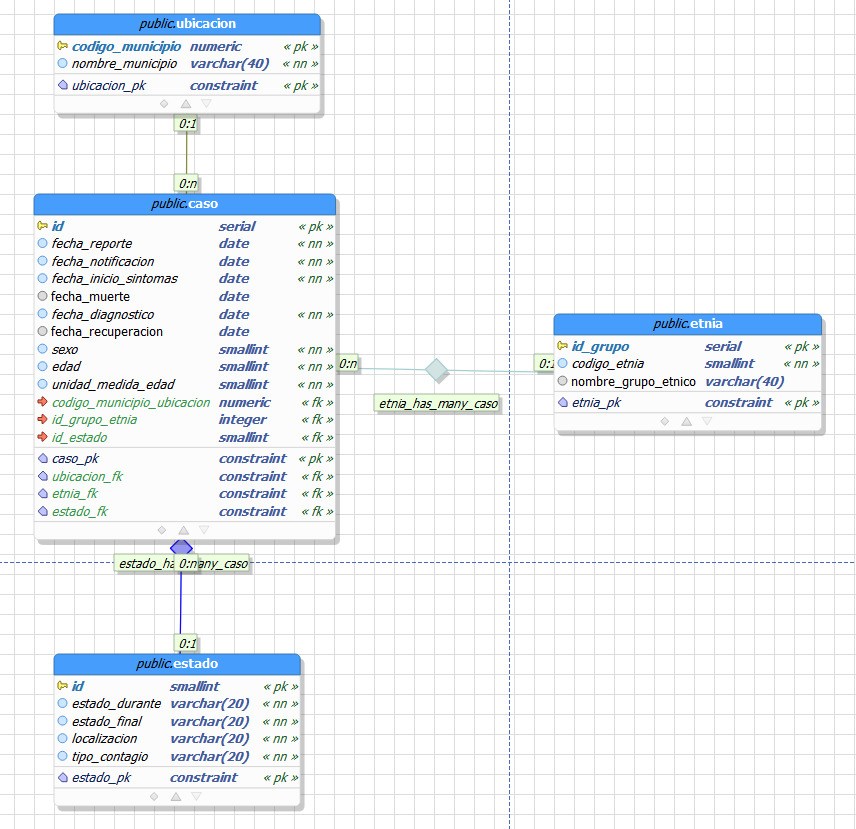 public.ubicacion
codigo_municipio numeric « pk »
nombre_municipio varchar(40) « nn »
ubicacion_pk constraint « pk »
0:1
0:n
public.caso
id serial « pk »
fecha_reporte date « nn »
fecha_notificacion date « nn »
fecha_inicio_sintomas date « nn »
fecha_muerte date
fecha_diagnostico date « nn »
fecha_recuperacion date
sexo smallint « nn »
edad smallint « nn »
unidad_medida_edad smallint « nn »
codigo_municipio_ubicacion numeric « fk »
id_grupo_etnia integer « fk »
id_estado smallint « fk »
caso_pk constraint « pk »
ubicacion_fk constraint « fk »
etnia_fk constraint « fk »
estado_fk constraint « fk »
0:n
0:1
etnia_has_many_caso
public.etnia
id_grupo serial « pk »
codigo_etnia smallint « nn »
nombre_grupo_etnico varchar(40)
etnia_pk constraint « pk »
estado_ha 0:n any_caso
0:1
public.estado
id smallint « pk »
estado_durante varchar(20) « nn »
estado_final varchar(20) « nn »
localizacion varchar(20) « nn »
tipo_contagio varchar(20) « nn »
estado_pk constraint « pk »